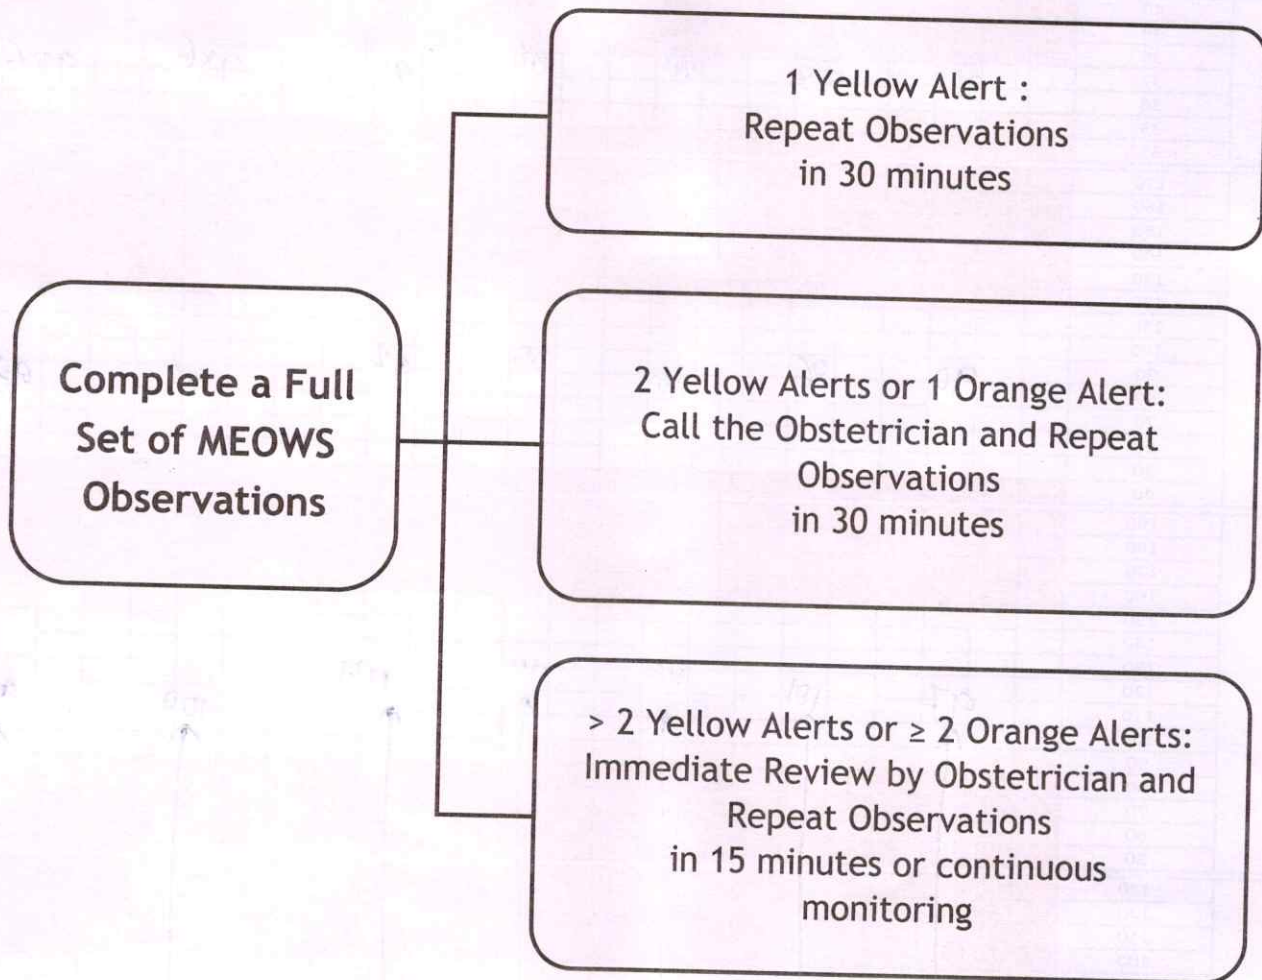 1 Yellow Alert :
Repeat Observations
in 30 minutes
Complete a Full
Set of MEOWS
Observations
2 Yellow Alerts or 1 Orange Alert:
Call the Obstetrician and Repeat
Observations
in 30 minutes
> 2 Yellow Alerts or ≥ 2 Orange Alerts:
Immediate Review by Obstetrician and
Repeat Observations
in 15 minutes or continuous
monitoring